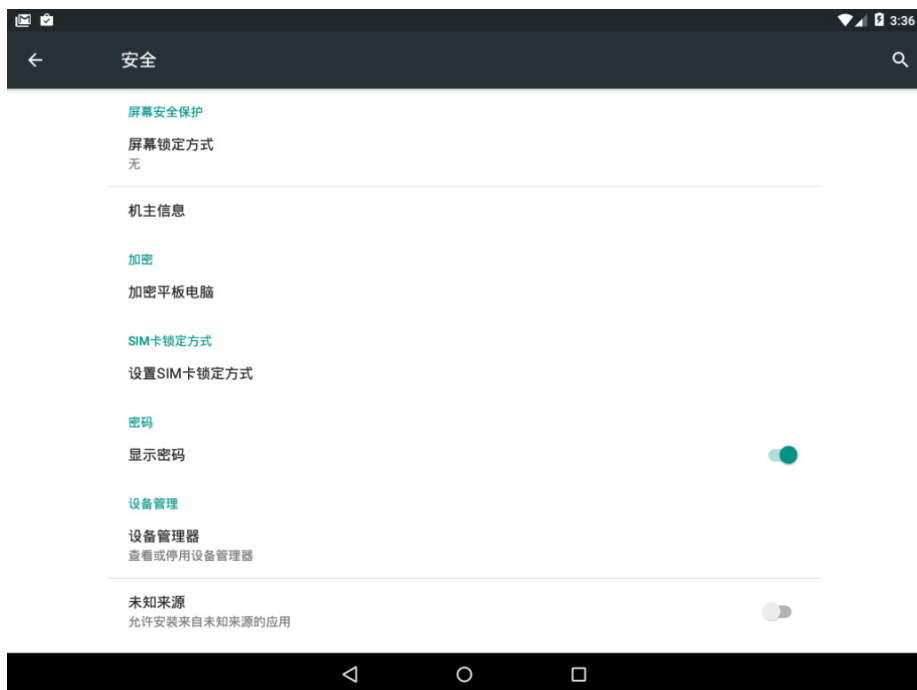 3:36
安全
屏幕安全保护
屏幕锁定方式
无
机主信息
加密
加密平板电脑
SIM卡锁定方式
设置SIM卡锁定方式
密码
显示密码
设备管理
设备管理器
查看或停用设备管理器
未知来源
允许安装来自未知来源的应用